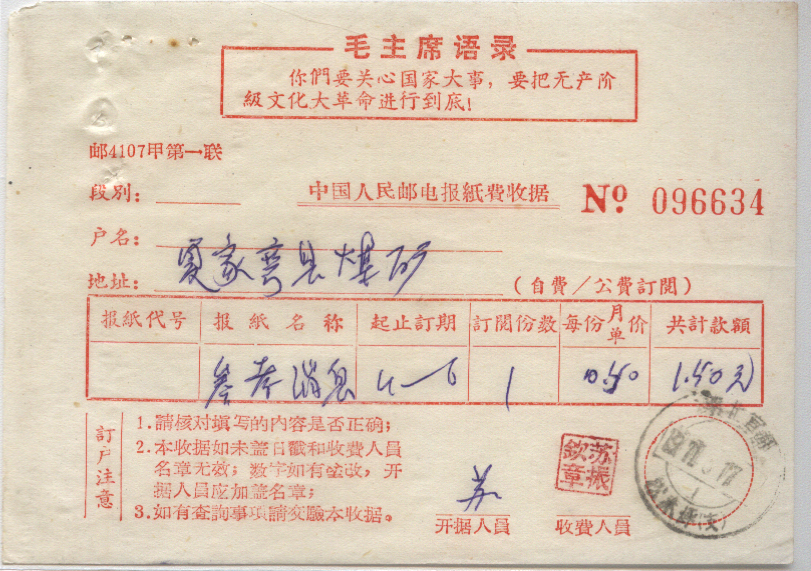 毛主席语录
你們要关心国家大事，要把无产阶
級文化大革命进行到底！
邮4107甲第一联
段別：
中国人民邮电报紙費收据 № 096634
户名：
地址： 夏家弯县煤矿 （自費／公費訂閱）
报紙代号 报紙名称 起止訂期 訂閱份数 每份月单价 共計款額
参考消息 4—6 1 0.50 1.50元
訂户注意
1.請核对填写的内容是否正确；
2.本收据如未盖日戳和收費人員
名章无效；数字如有塗改，开
据人員应加盖名章；
3.如有查詢事項請交驗本收据。
苏
开据人員
苏振欽章
收費人員